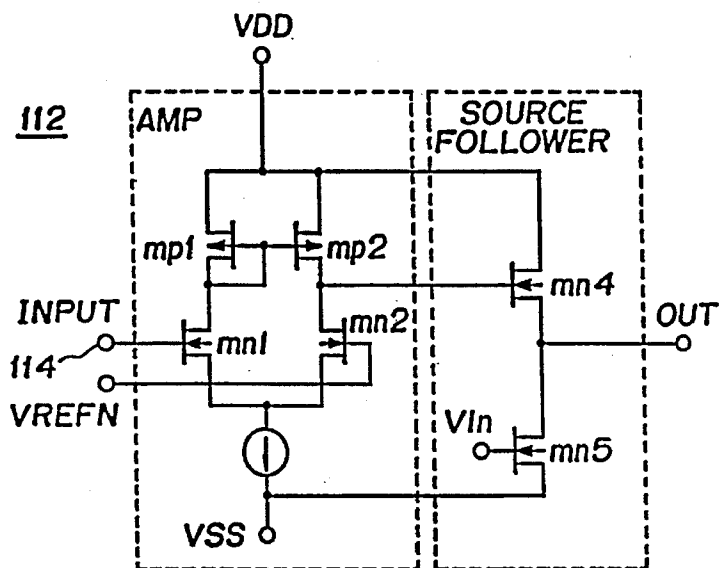 VDD
112
AMP
SOURCE
FOLLOWER
mp1
mp2
mn4
INPUT
mn1
mn2
OUT
114
VREFN
VIn
mn5
VSS